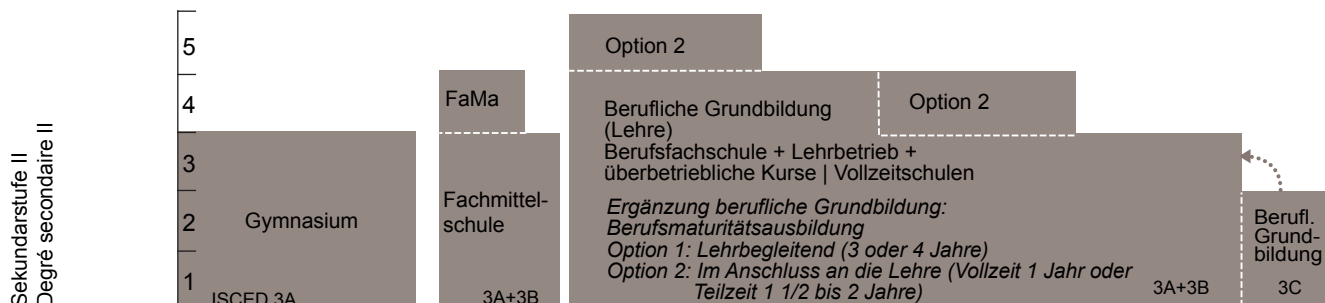 Sekundarstufe II
Degré secondaire II
5
4
3
2
1
Gymnasium
ISCED 3A
FaMa
Fachmittel-
schule
3A+3B
Option 2
Berufliche Grundbildung
(Lehre)
Berufsfachschule + Lehrbetrieb +
überbetriebliche Kurse | Vollzeitschulen
Option 2
Ergänzung berufliche Grundbildung:
Berufsmaturitätsausbildung
Option 1: Lehrbegleitend (3 oder 4 Jahre)
Option 2: Im Anschluss an die Lehre (Vollzeit 1 Jahr oder
Teilzeit 1 1/2 bis 2 Jahre)
3A+3B
Berufl.
Grund-
bildung
3C